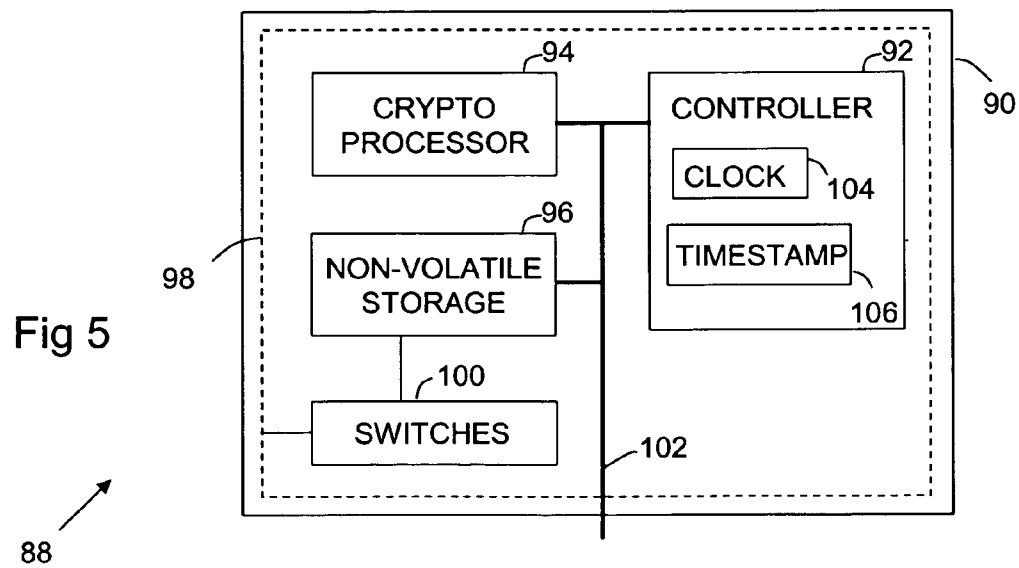 94
92
90
CRYPTO
PROCESSOR
CONTROLLER
CLOCK
104
96
NON-VOLATILE
STORAGE
TIMESTAMP
106
98
Fig 5
100
SWITCHES
102
88